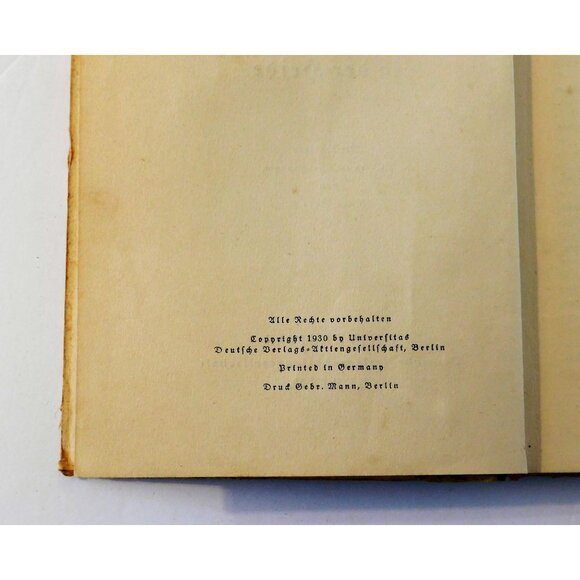 Alle Rechte vorbehalten
Copyright 1930 by Universitas
Deutsche Verlags-Aktiengesellschaft, Berlin
Printed in Germany
Druck Gebr. Mann, Berlin